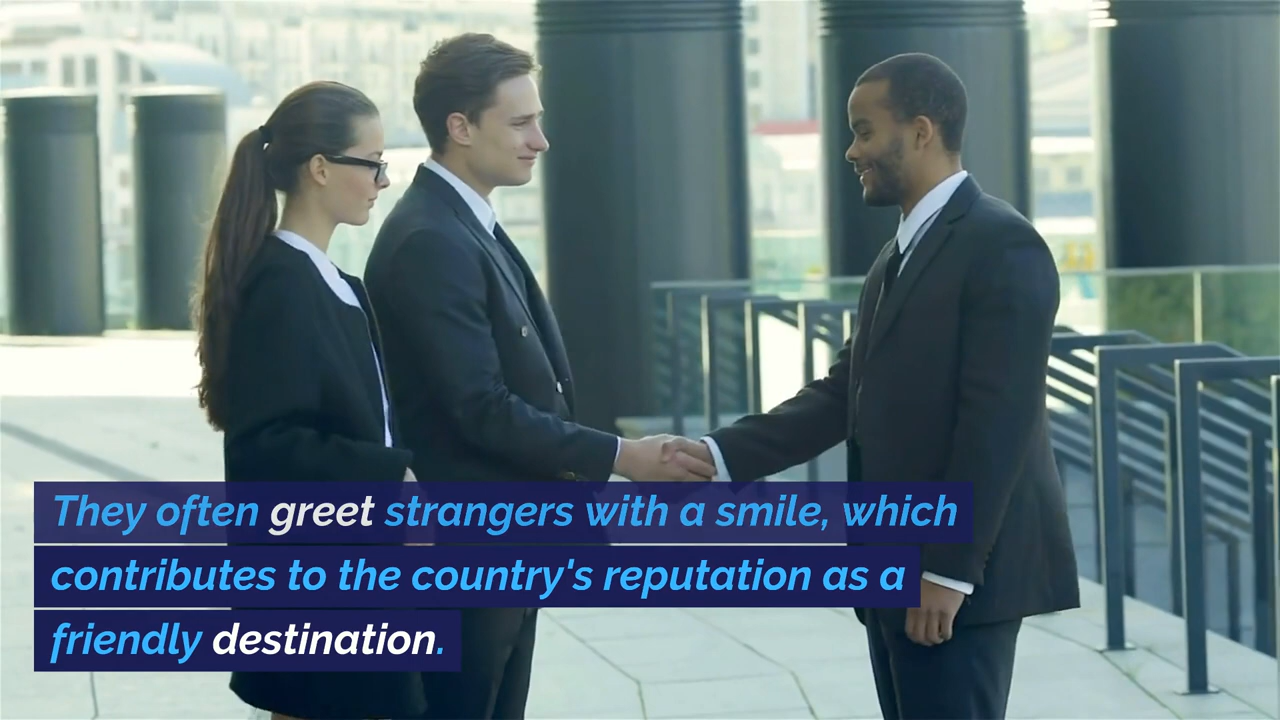 They often greet strangers with a smile, which
contributes to the country's reputation as a
friendly destination.